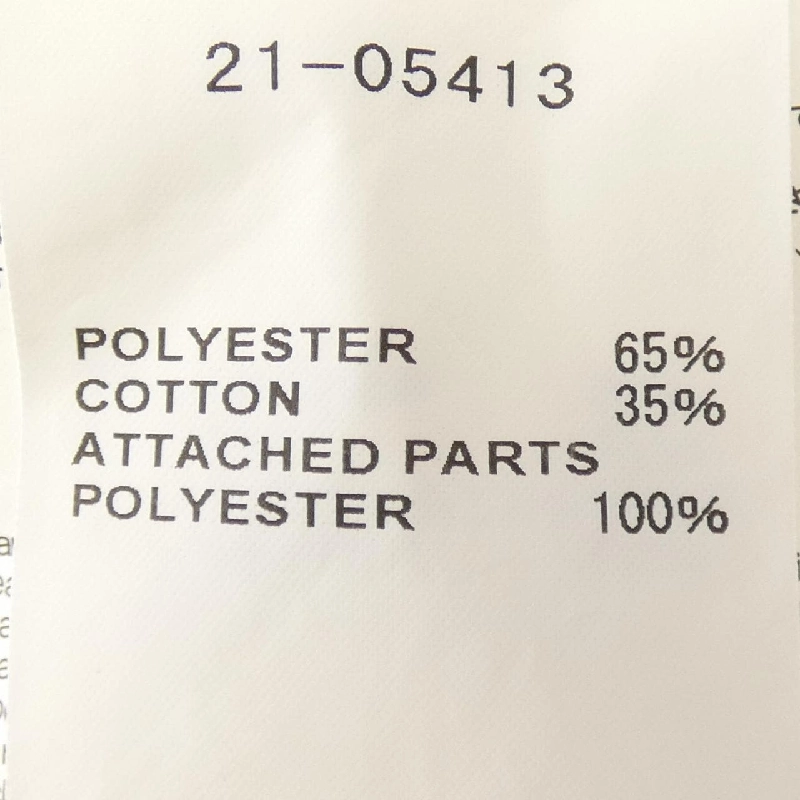 21-05413
POLYESTER 65%
COTTON 35%
ATTACHED PARTS
POLYESTER 100%